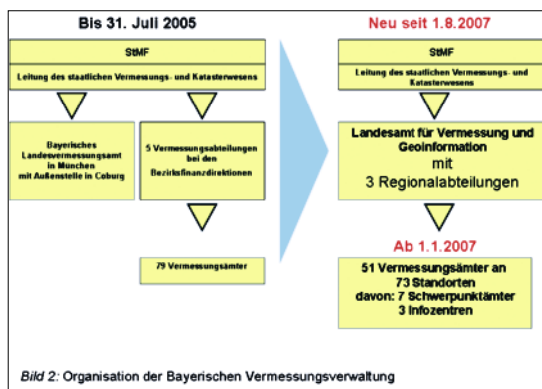 Bis 31. Juli 2005
StMF
Leitung des staatlichen Vermessungs- und Katasterwesens
Bayerisches
Landesvermessungsamt
in München
mit Außenstelle in Coburg
5 Vermessungsabteilungen
bei den
Bezirksfinanzdirektionen
79 Vermessungsämter
Neu seit 1.8.2007
StMF
Leitung des staatlichen Vermessungs- und
Katasterwesens
Landesamt für Vermessung und
Geoinformation
mit
3 Regionalabteilungen
Ab 1.1.2007
51 Vermessungsämter an
73 Standorten
davon: 7 Schwerpunktämter
3 Infozentren
Bild 2: Organisation der Bayerischen Vermessungsverwaltung